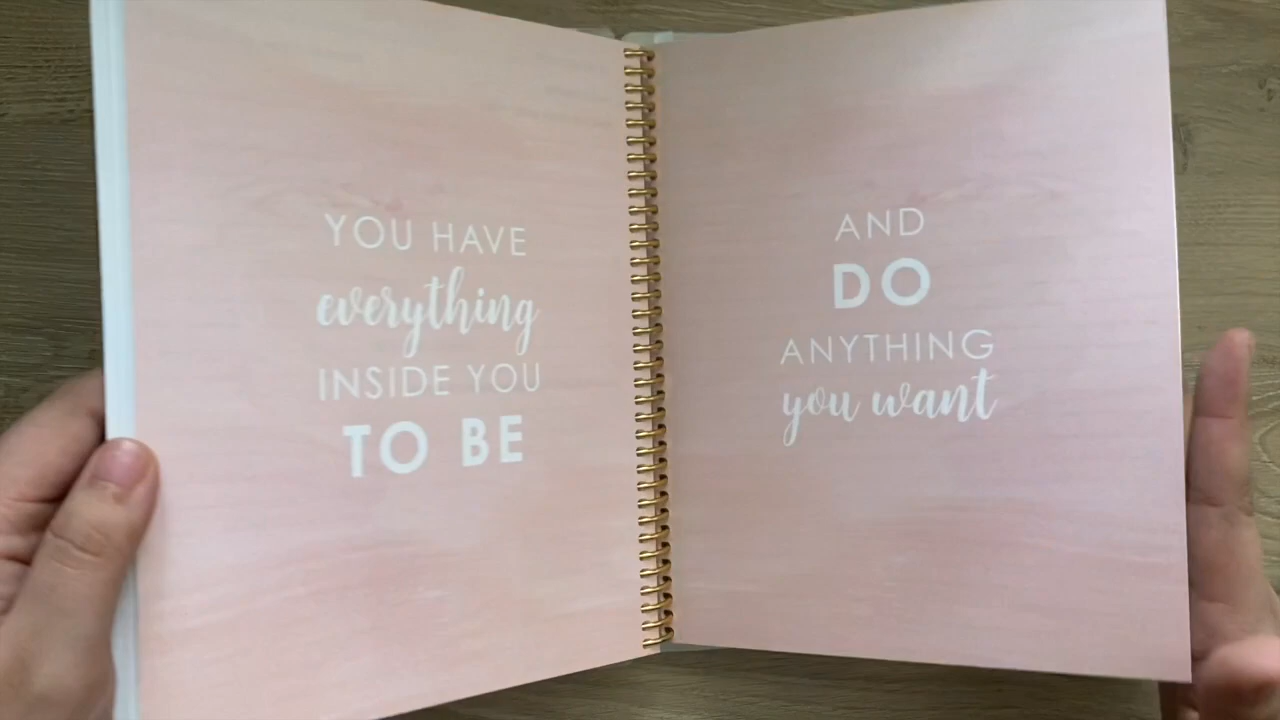 YOU HAVE
everything
INSIDE YOU
TO BE
AND
DO
ANYTHING
you want